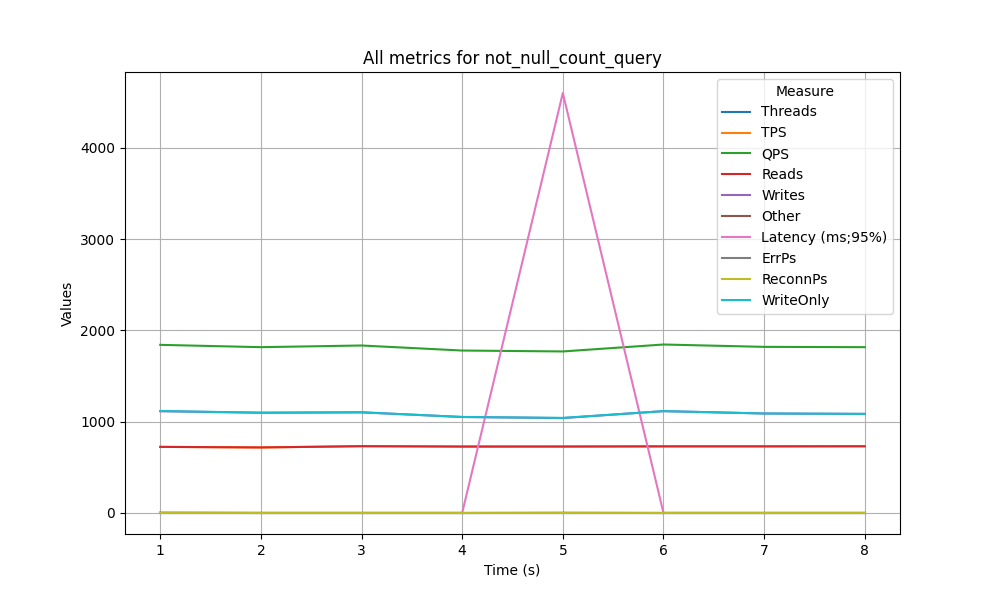 All metrics for not_null_count_query
Values
4000
3000
2000
1000
0
1 2 3 4 5 6 7 8
Time (s)
Measure
Threads
TPS
QPS
Reads
Writes
Other
Latency (ms;95%)
ErrPs
ReconnPs
WriteOnly